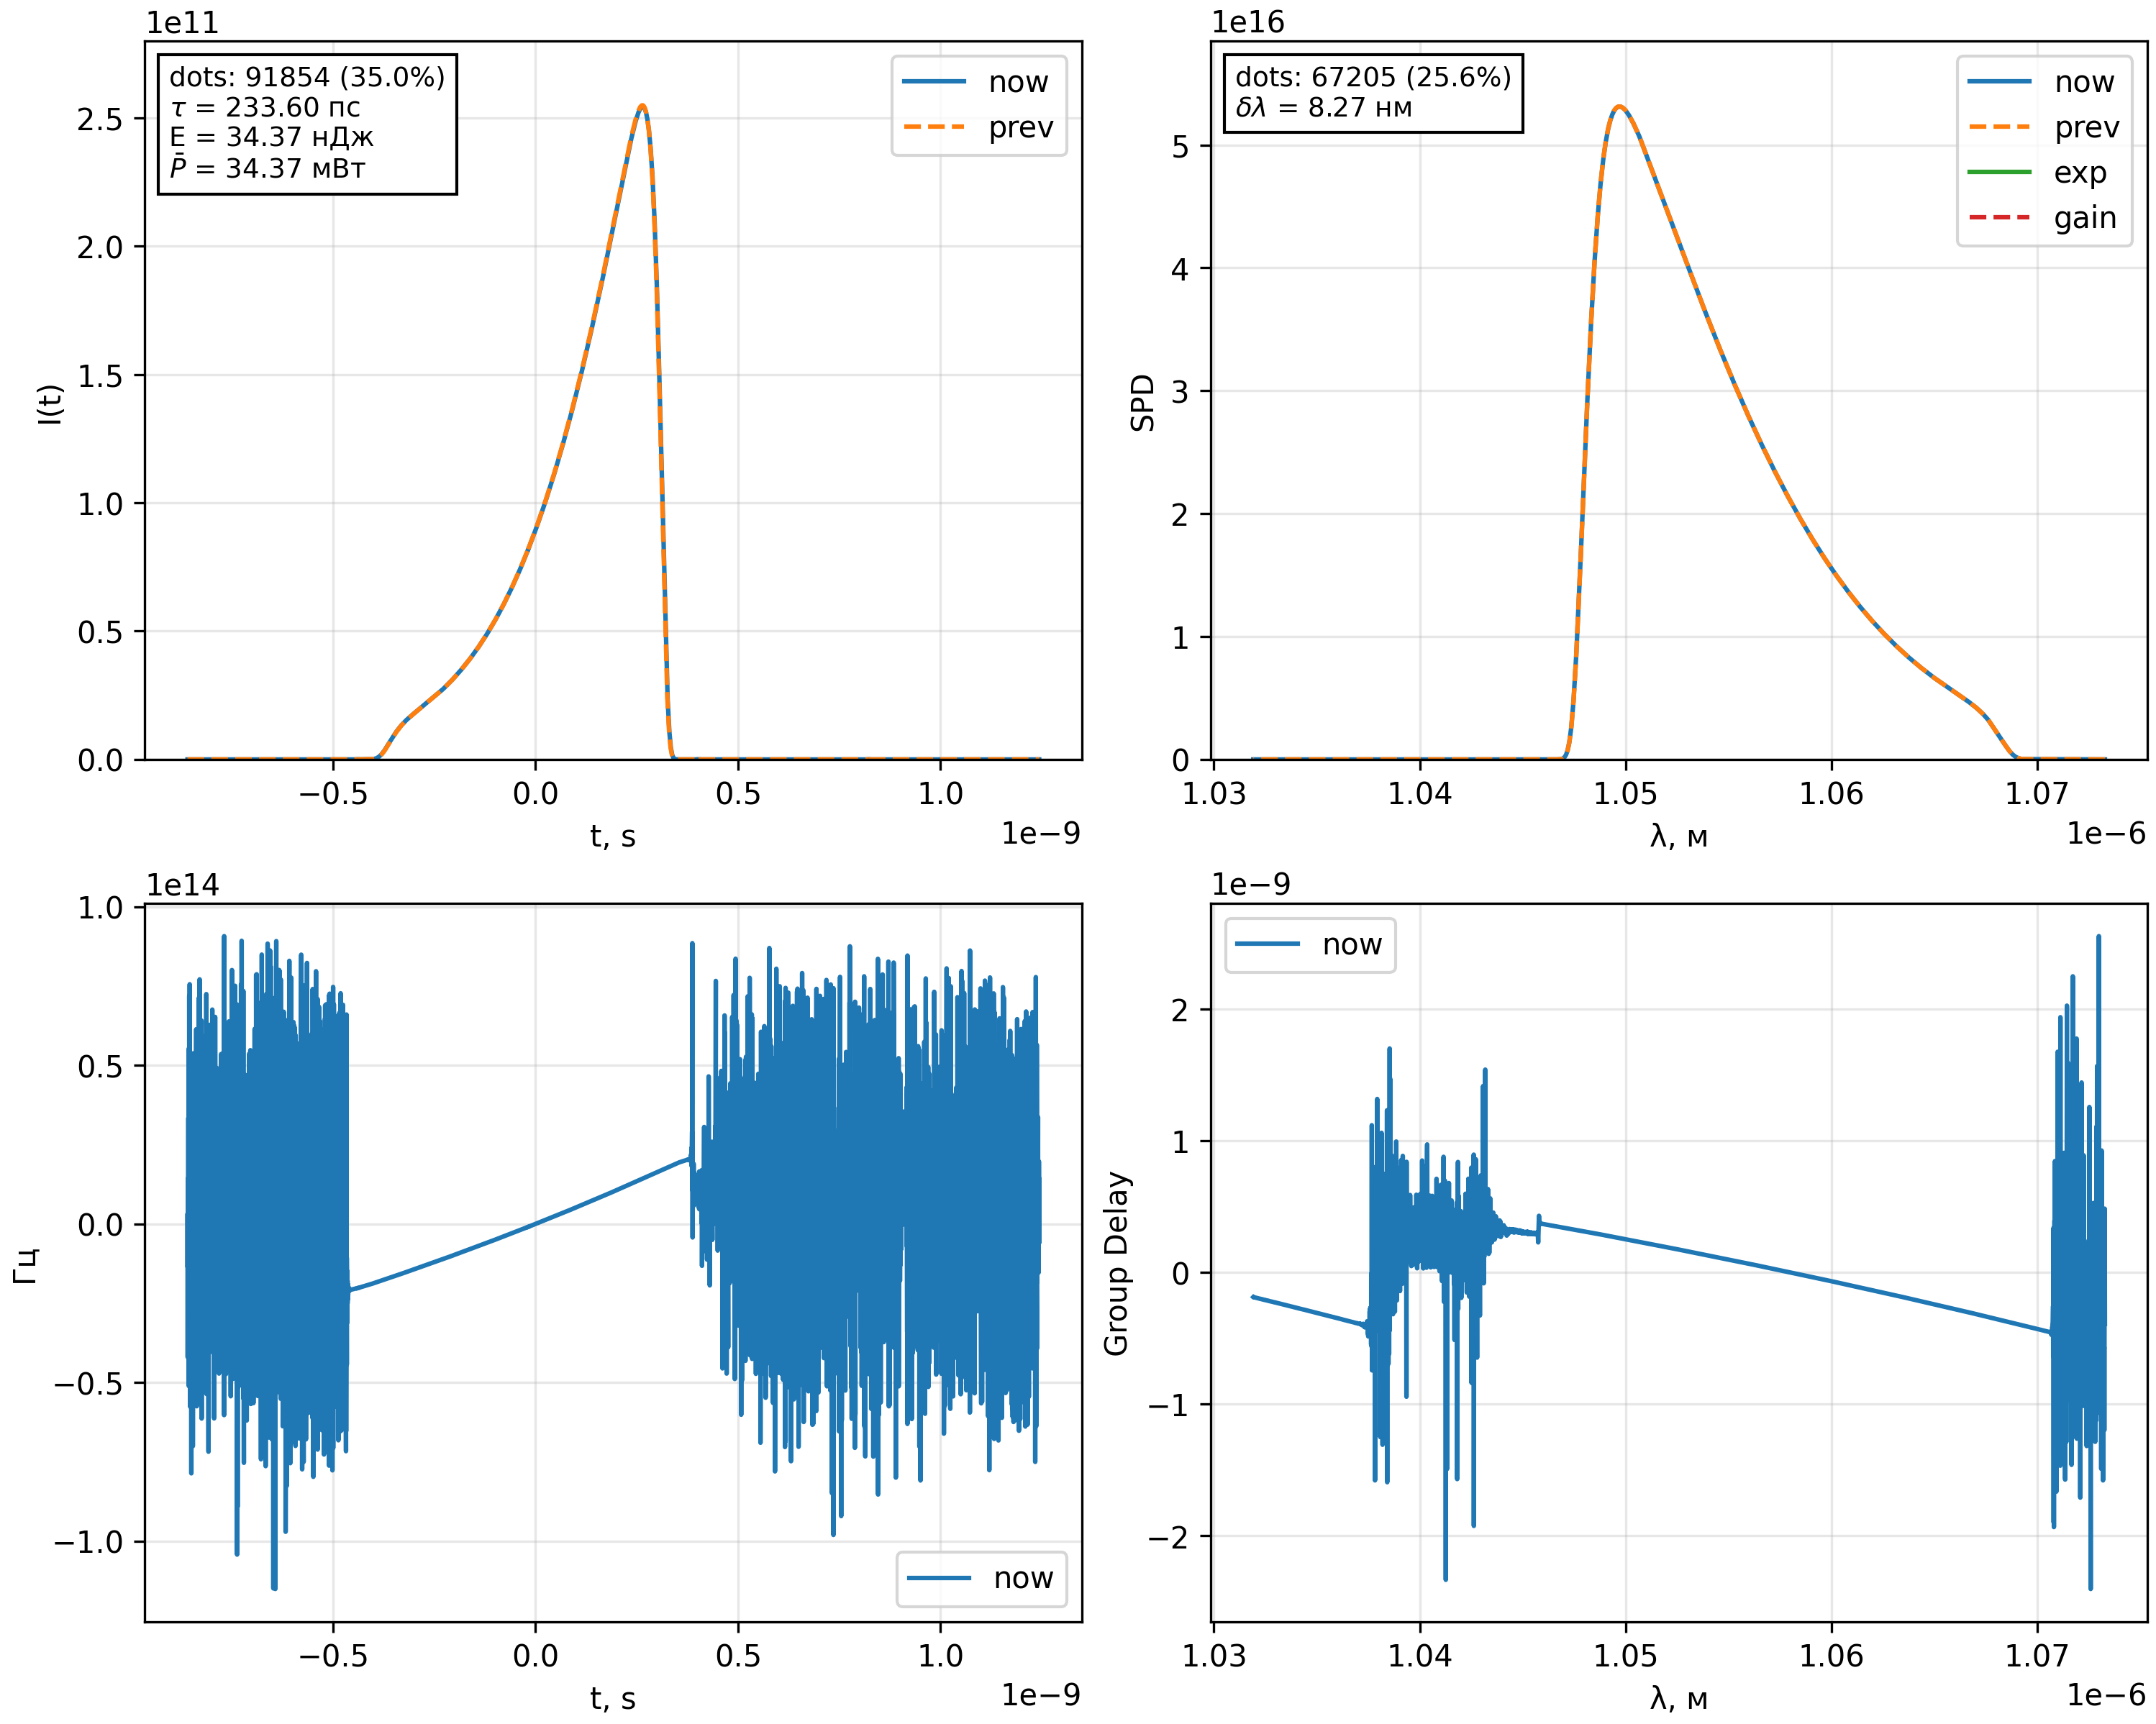 1e11
dots: 91854 (35.0%)
τ = 233.60 пс
E = 34.37 нДж
P̄ = 34.37 мВт
now
prev
2.5
2.0
1.5
1.0
0.5
0.0
I(t)
−0.5
0.0
0.5
1.0
t, s
1e−9
1e16
dots: 67205 (25.6%)
δλ = 8.27 нм
now
prev
exp
gain
5
4
3
2
1
0
SPD
1.03
1.04
1.05
1.06
1.07
λ, м
1e−6
1e14
1.0
0.5
0.0
−0.5
−1.0
Гц
now
−0.5
0.0
0.5
1.0
t, s
1e−9
1e−9
now
2
1
0
−1
−2
Group Delay
1.03
1.04
1.05
1.06
1.07
λ, м
1e−6